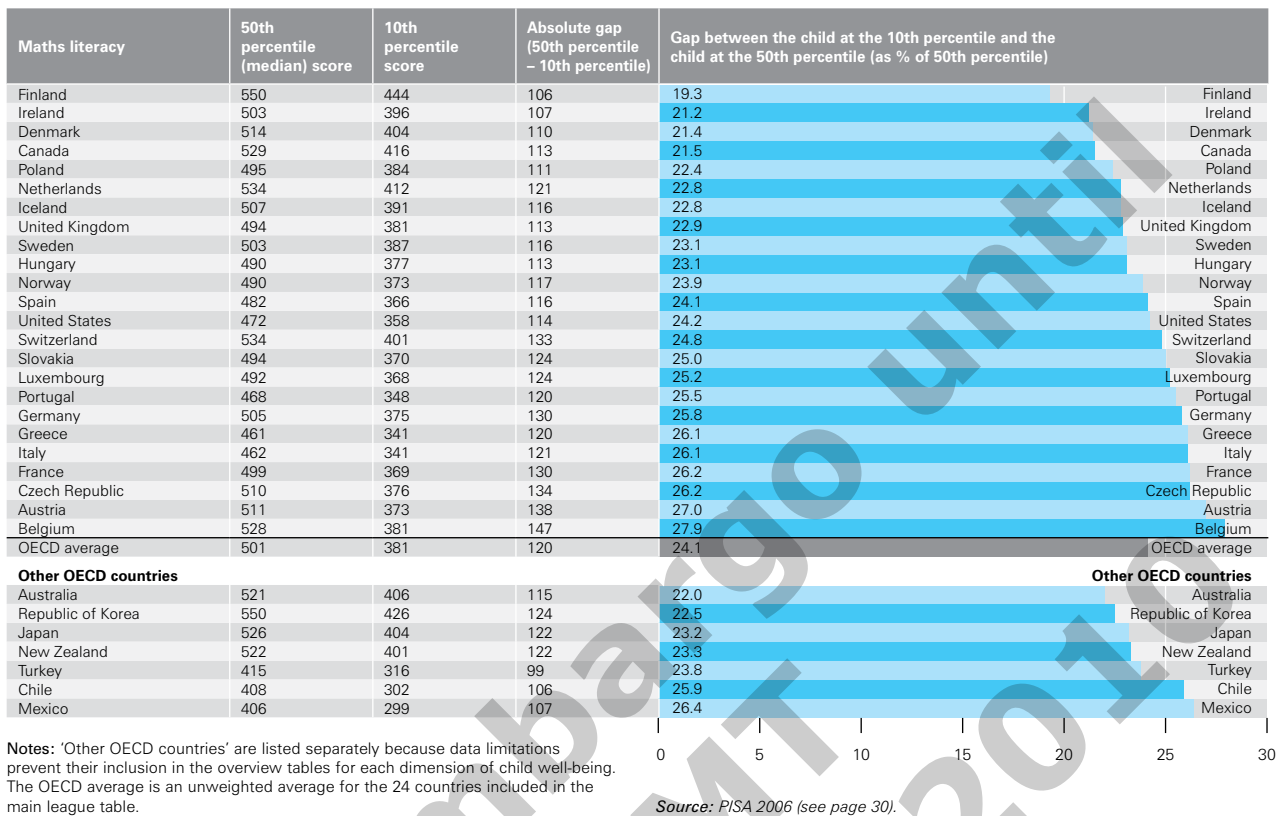 Maths literacy
50th percentile (median) score
10th percentile score
Absolute gap (50th percentile – 10th percentile)
Gap between the child at the 10th percentile and the child at the 50th percentile (as % of 50th percentile)
Finland 550 444 106 19.3 Finland
Ireland 503 396 107 21.2 Ireland
Denmark 514 404 110 21.4 Denmark
Canada 529 416 113 21.5 Canada
Poland 495 384 111 22.4 Poland
Netherlands 534 412 121 22.8 Netherlands
Iceland 507 391 116 22.8 Iceland
United Kingdom 494 381 113 22.9 United Kingdom
Sweden 503 387 116 23.1 Sweden
Hungary 490 377 113 23.1 Hungary
Norway 490 373 117 23.9 Norway
Spain 482 366 116 24.1 Spain
United States 472 358 114 24.2 United States
Switzerland 534 401 133 24.8 Switzerland
Slovakia 494 370 124 25.0 Slovakia
Luxembourg 492 368 124 25.2 Luxembourg
Portugal 468 348 120 25.5 Portugal
Germany 505 375 130 25.8 Germany
Greece 461 341 120 26.1 Greece
Italy 462 341 121 26.1 Italy
France 499 369 130 26.2 France
Czech Republic 510 376 134 26.2 Czech Republic
Austria 511 373 138 27.0 Austria
Belgium 528 381 147 27.9 Belgium
OECD average 501 381 120 24.1 OECD average
Other OECD countries Other OECD countries
Australia 521 406 115 22.0 Australia
Republic of Korea 550 426 124 22.5 Republic of Korea
Japan 526 404 122 23.2 Japan
New Zealand 522 401 122 23.3 New Zealand
Turkey 415 316 99 23.8 Turkey
Chile 408 302 106 25.9 Chile
Mexico 406 299 107 26.4 Mexico
0 5 10 15 20 25 30
Notes: 'Other OECD countries' are listed separately because data limitations
prevent their inclusion in the overview tables for each dimension of child well-being.
The OECD average is an unweighted average for the 24 countries included in the
main league table.
Source: PISA 2006 (see page 30).
until
2010